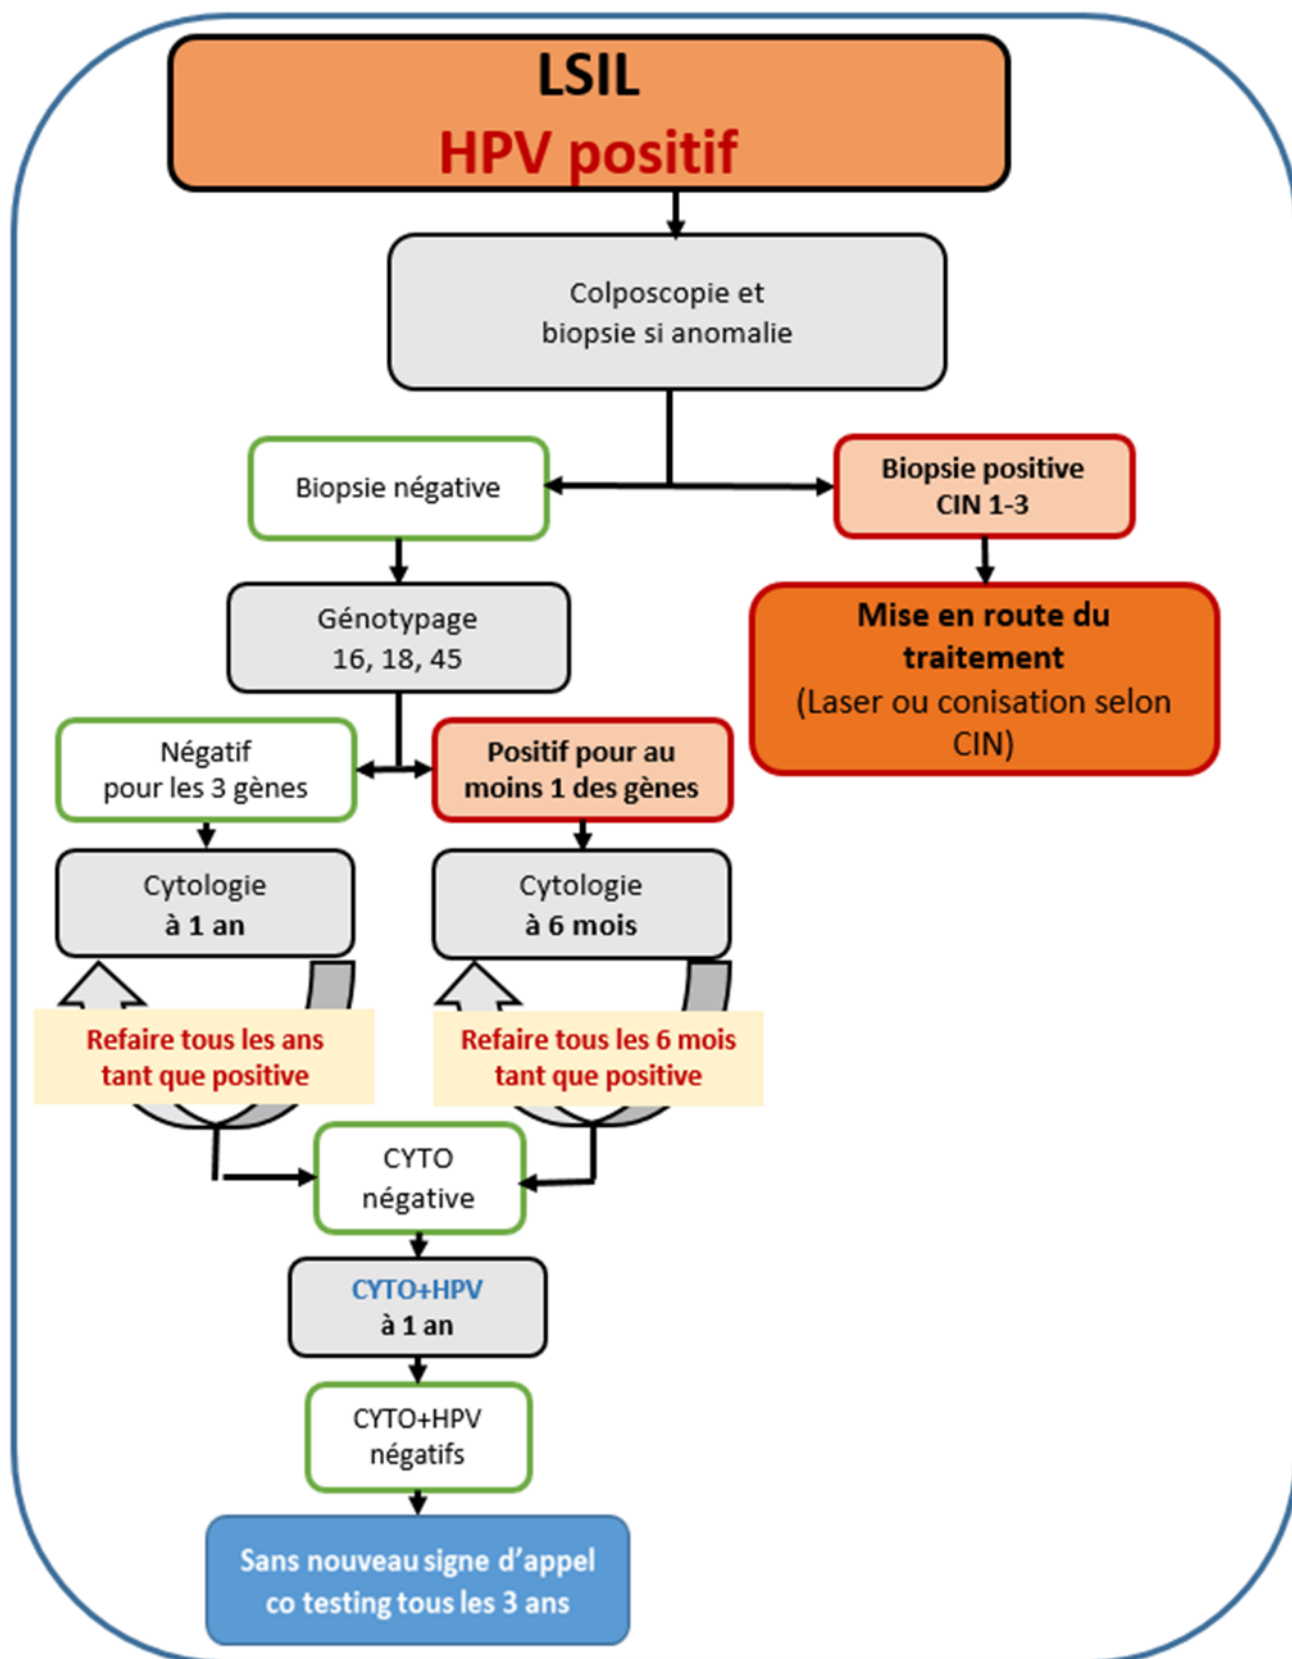 LSIL
HPV positif
Colposcopie et
biopsie si anomalie
Biopsie négative
Biopsie positive
CIN 1-3
Génotypage
16, 18, 45
Mise en route du
traitement
(Laser ou conisation selon
CIN)
Négatif
pour les 3 gènes
Positif pour au
moins 1 des gènes
Cytologie
à 1 an
Cytologie
à 6 mois
Refaire tous les ans
tant que positive
Refaire tous les 6 mois
tant que positive
CYTO
négative
CYTO+HPV
à 1 an
CYTO+HPV
négatifs
Sans nouveau signe d’appel
co testing tous les 3 ans